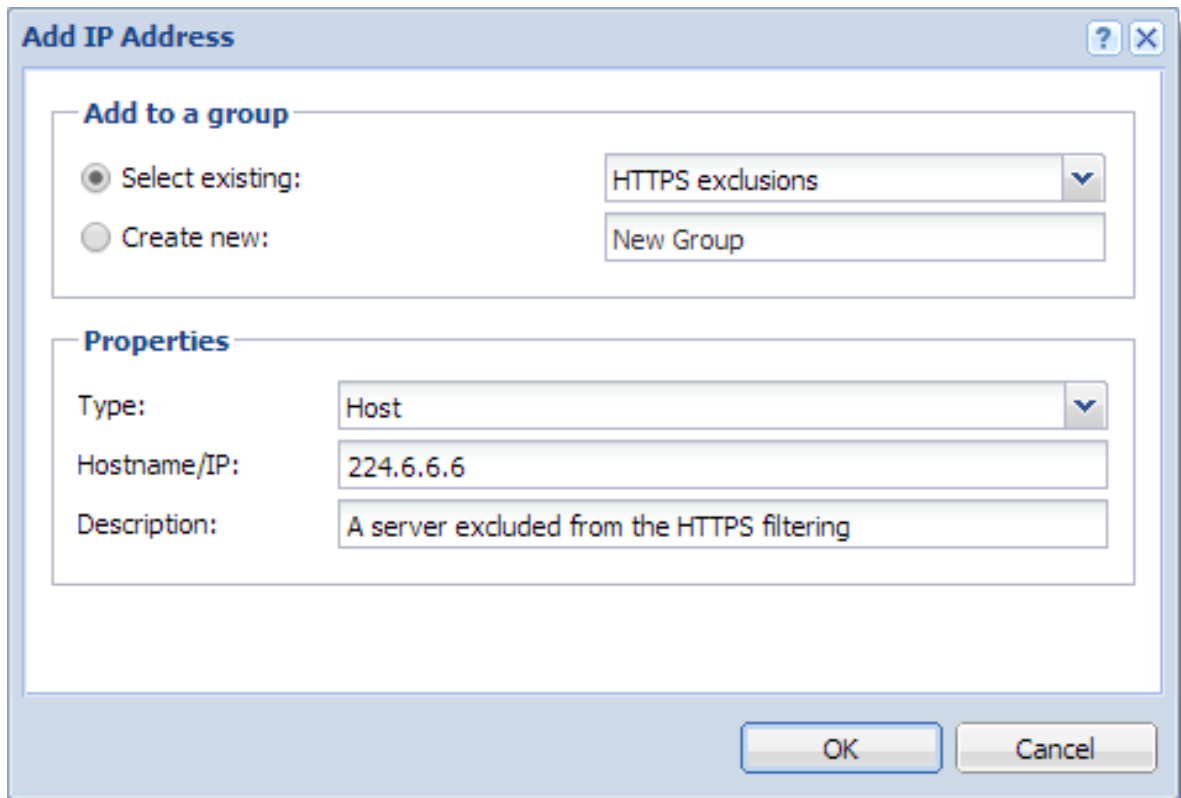 Add IP Address
Add to a group
Select existing: HTTPS exclusions
Create new: New Group
Properties
Type: Host
Hostname/IP: 224.6.6.6
Description: A server excluded from the HTTPS filtering
OK Cancel